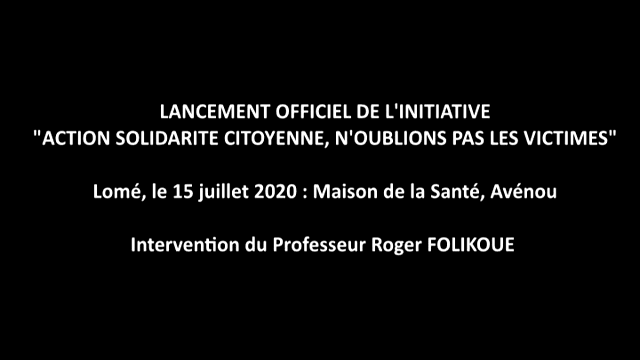 LANCEMENT OFFICIEL DE L'INITIATIVE
"ACTION SOLIDARITE CITOYENNE, N'OUBLIONS PAS LES VICTIMES"
Lomé, le 15 juillet 2020 : Maison de la Santé, Avénou
Intervention du Professeur Roger FOLIKOUE